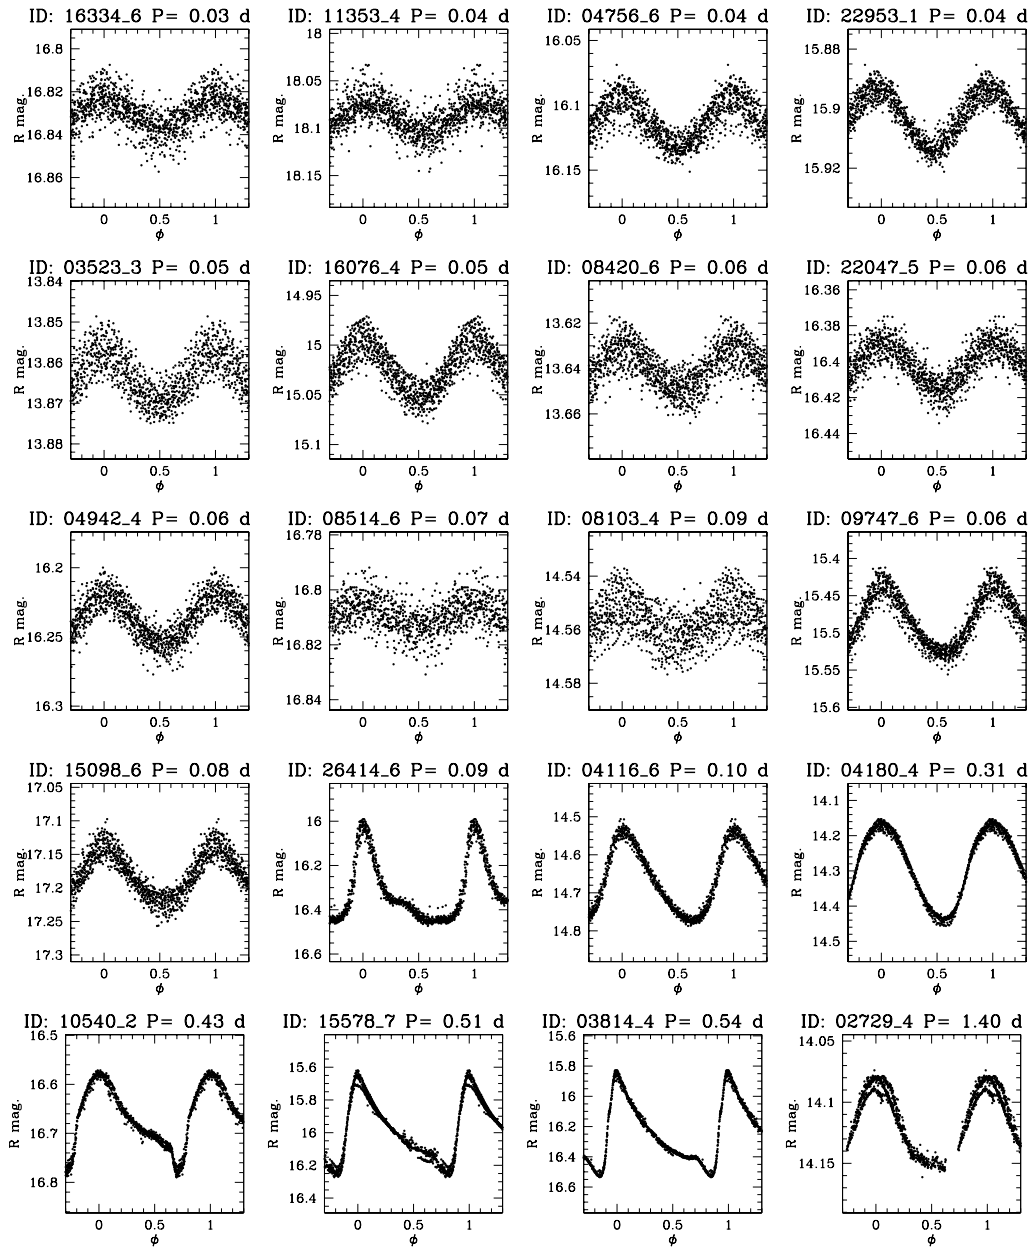 ID: 16334_6 P= 0.03 d ID: 11353_4 P= 0.04 d ID: 04756_6 P= 0.04 d ID: 22953_1 P= 0.04 d
R mag. 16.8 16.82 16.84 16.86 R mag. 18 18.05 18.1 18.15 R mag. 16.05 16.1 16.15 R mag. 15.88 15.9 15.92
0 0.5 1 0 0.5 1 0 0.5 1 0 0.5 1
ϕ ϕ ϕ ϕ
ID: 03523_3 P= 0.05 d ID: 16076_4 P= 0.05 d ID: 08420_6 P= 0.06 d ID: 22047_5 P= 0.06 d
R mag. 13.84 13.85 13.86 13.87 13.88 R mag. 14.95 15 15.05 15.1 R mag. 13.62 13.64 13.66 R mag. 16.36 16.38 16.4 16.42 16.44
0 0.5 1 0 0.5 1 0 0.5 1 0 0.5 1
ϕ ϕ ϕ ϕ
ID: 04942_4 P= 0.06 d ID: 08514_6 P= 0.07 d ID: 08103_4 P= 0.09 d ID: 09747_6 P= 0.06 d
R mag. 16.2 16.25 16.3 R mag. 16.78 16.8 16.82 16.84 R mag. 14.54 14.56 14.58 R mag. 15.4 15.45 15.5 15.55 15.6
0 0.5 1 0 0.5 1 0 0.5 1 0 0.5 1
ϕ ϕ ϕ ϕ
ID: 15098_6 P= 0.08 d ID: 26414_6 P= 0.09 d ID: 04116_6 P= 0.10 d ID: 04180_4 P= 0.31 d
R mag. 17.05 17.1 17.15 17.2 17.25 17.3 R mag. 16 16.2 16.4 16.6 R mag. 14.5 14.6 14.7 14.8 R mag. 14.1 14.2 14.3 14.4 14.5
0 0.5 1 0 0.5 1 0 0.5 1 0 0.5 1
ϕ ϕ ϕ ϕ
ID: 10540_2 P= 0.43 d ID: 15578_7 P= 0.51 d ID: 03814_4 P= 0.54 d ID: 02729_4 P= 1.40 d
R mag. 16.5 16.6 16.7 16.8 R mag. 15.6 15.8 16 16.2 16.4 R mag. 15.6 15.8 16 16.2 16.4 16.6 R mag. 14.05 14.1 14.15
0 0.5 1 0 0.5 1 0 0.5 1 0 0.5 1
ϕ ϕ ϕ ϕ